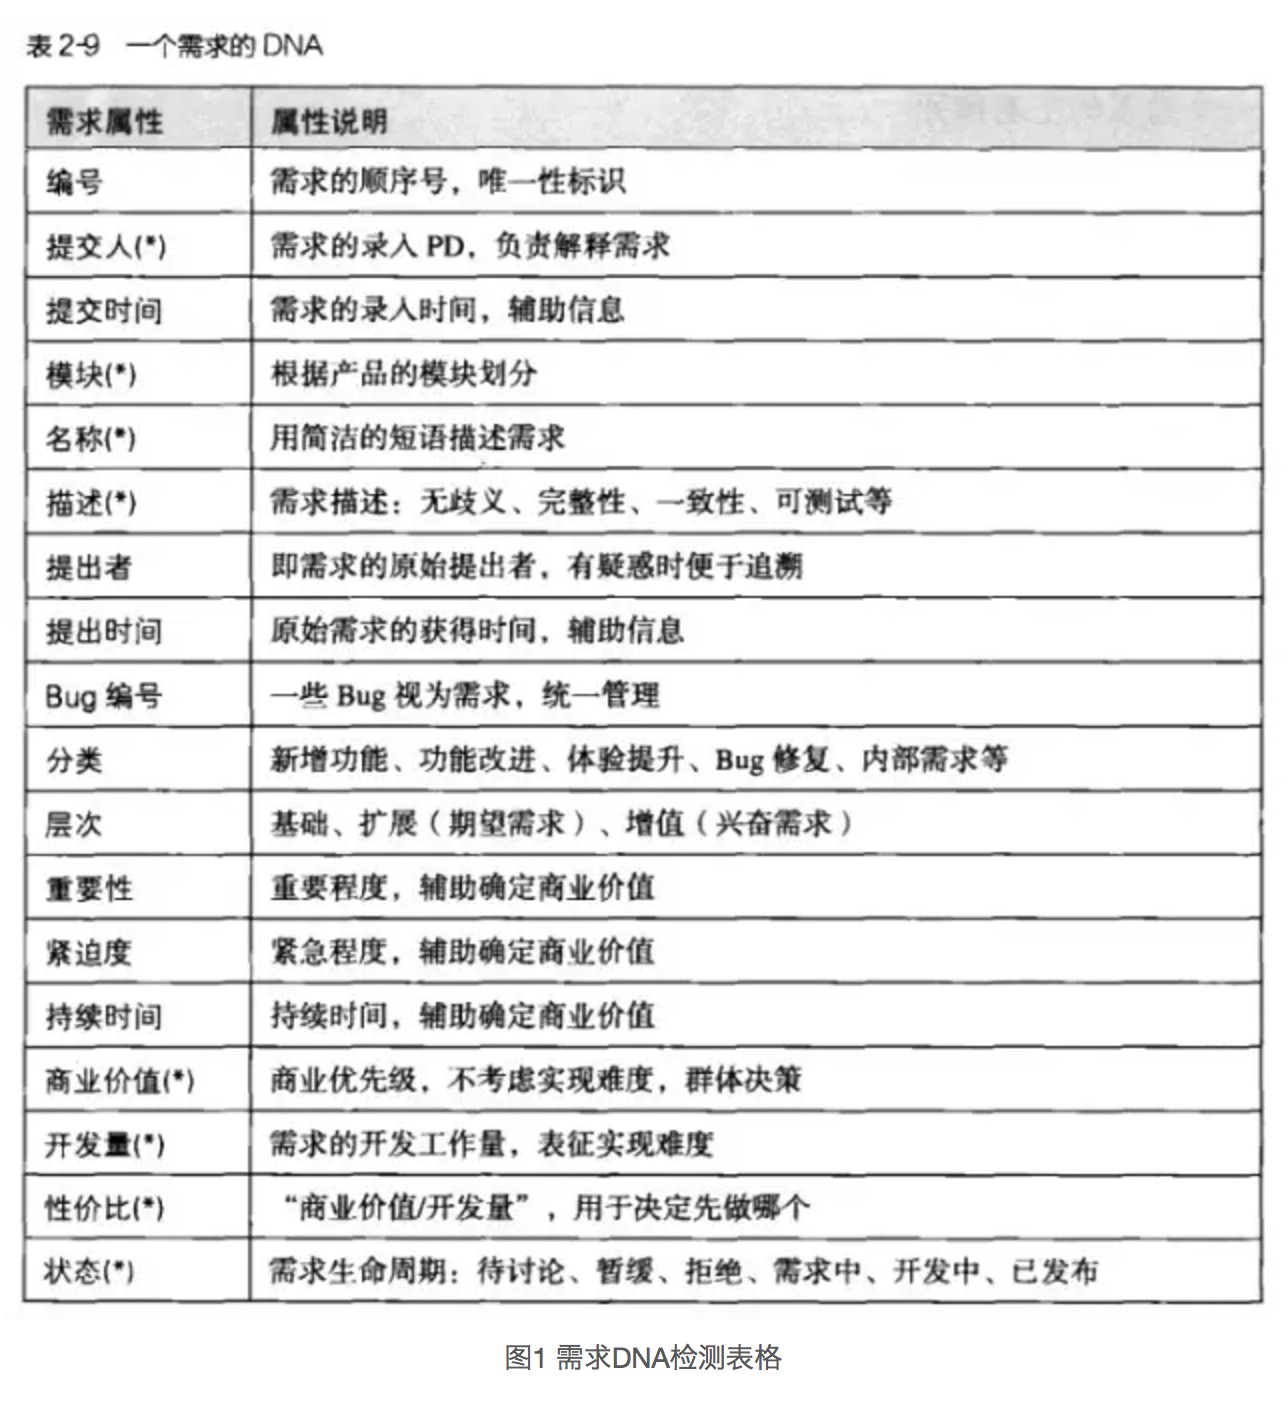 表 2-9 一个需求的 DNA
需求属性 属性说明
编号 需求的顺序号，唯一性标识
提交人(*) 需求的录入 PD，负责解释需求
提交时间 需求的录入时间，辅助信息
模块(*) 根据产品的模块划分
名称(*) 用简洁的短语描述需求
描述(*) 需求描述：无歧义、完整性、一致性、可测试等
提出者 即需求的原始提出者，有疑惑时便于追溯
提出时间 原始需求的获得时间，辅助信息
Bug 编号 一些 Bug 视为需求，统一管理
分类 新增功能、功能改进、体验提升、Bug 修复、内部需求等
层次 基础、扩展（期望需求）、增值（兴奋需求）
重要性 重要程度，辅助确定商业价值
紧迫度 紧急程度，辅助确定商业价值
持续时间 持续时间，辅助确定商业价值
商业价值(*) 商业优先级，不考虑实现难度，群体决策
开发量(*) 需求的开发工作量，表征实现难度
性价比(*) “商业价值/开发量”，用于决定先做哪个
状态(*) 需求生命周期：待讨论、暂缓、拒绝、需求中、开发中、已发布
图1 需求DNA检测表格